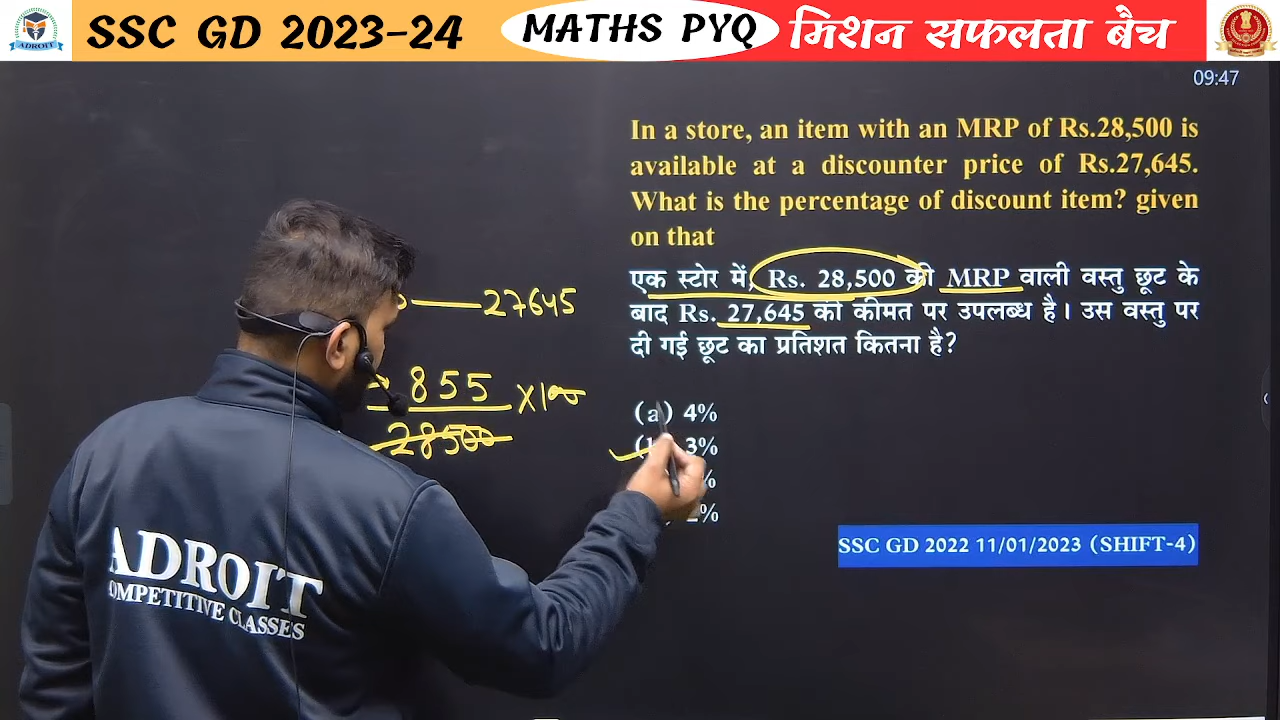 SSC GD 2023-24
MATHS PYQ
मिशन सफलता बैच
ADROIT
09:47
In a store, an item with an MRP of Rs.28,500 is
available at a discounter price of Rs.27,645.
What is the percentage of discount item? given
on that
एक स्टोर में, Rs. 28,500 की MRP वाली वस्तु छूट के
बाद Rs. 27,645 की कीमत पर उपलब्ध है। उस वस्तु पर
दी गई छूट का प्रतिशत कितना है?
27645
855 ×100
28500
(a) 4%
3%
%
2%
SSC GD 2022 11/01/2023 (SHIFT-4)
ADROIT
OMPETITIVE CLASSES